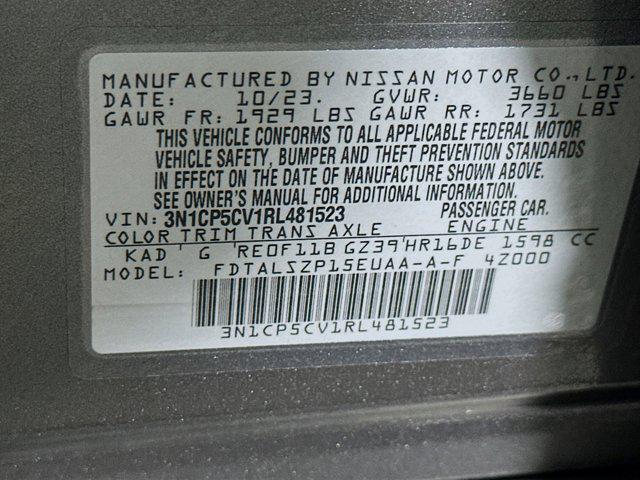 MANUFACTURED BY NISSAN MOTOR CO., LTD.
DATE: 10/23. GVWR: 3660 LBS
GAWR FR: 1929 LBS GAWR RR: 1731 LBS
THIS VEHICLE CONFORMS TO ALL APPLICABLE FEDERAL MOTOR
VEHICLE SAFETY, BUMPER AND THEFT PREVENTION STANDARDS
IN EFFECT ON THE DATE OF MANUFACTURE SHOWN ABOVE.
SEE OWNER'S MANUAL FOR ADDITIONAL INFORMATION.
VIN: 3N1CP5CV1RL481523 PASSENGER CAR.
COLOR TRIM TRANS AXLE ENGINE
KAD G RE0F11B GZ39 HR16DE 1598 CC
MODEL: FDTALSZP15EUAA-A-F 4Z000
3N1CP5CV1RL481523